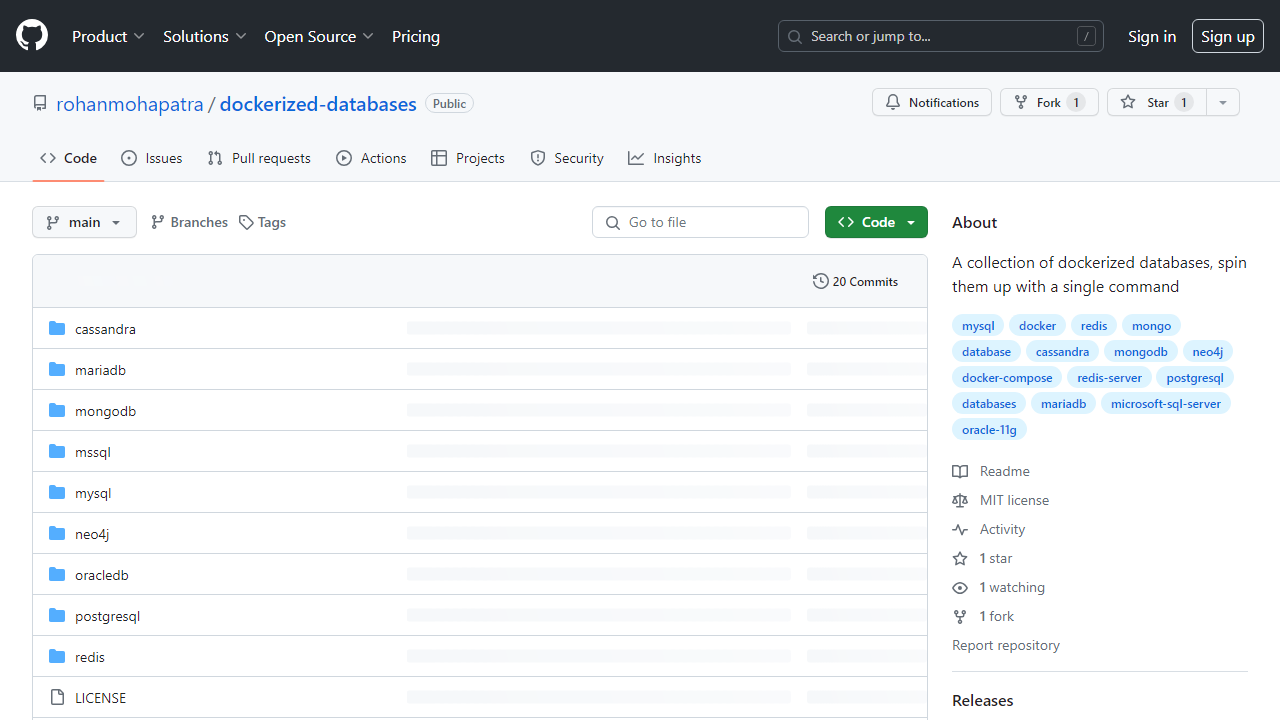 Product Solutions Open Source Pricing Search or jump to... / Sign in Sign up
rohanmohapatra / dockerized-databases Public Notifications Fork 1 Star 1
Code Issues Pull requests Actions Projects Security Insights
main Branches Tags Go to file Code
20 Commits
cassandra
mariadb
mongodb
mssql
mysql
neo4j
oracledb
postgresql
redis
LICENSE
About
A collection of dockerized databases, spin
them up with a single command
mysql docker redis mongo
database cassandra mongodb neo4j
docker-compose redis-server postgresql
databases mariadb microsoft-sql-server
oracle-11g
Readme
MIT license
Activity
1 star
1 watching
1 fork
Report repository
Releases